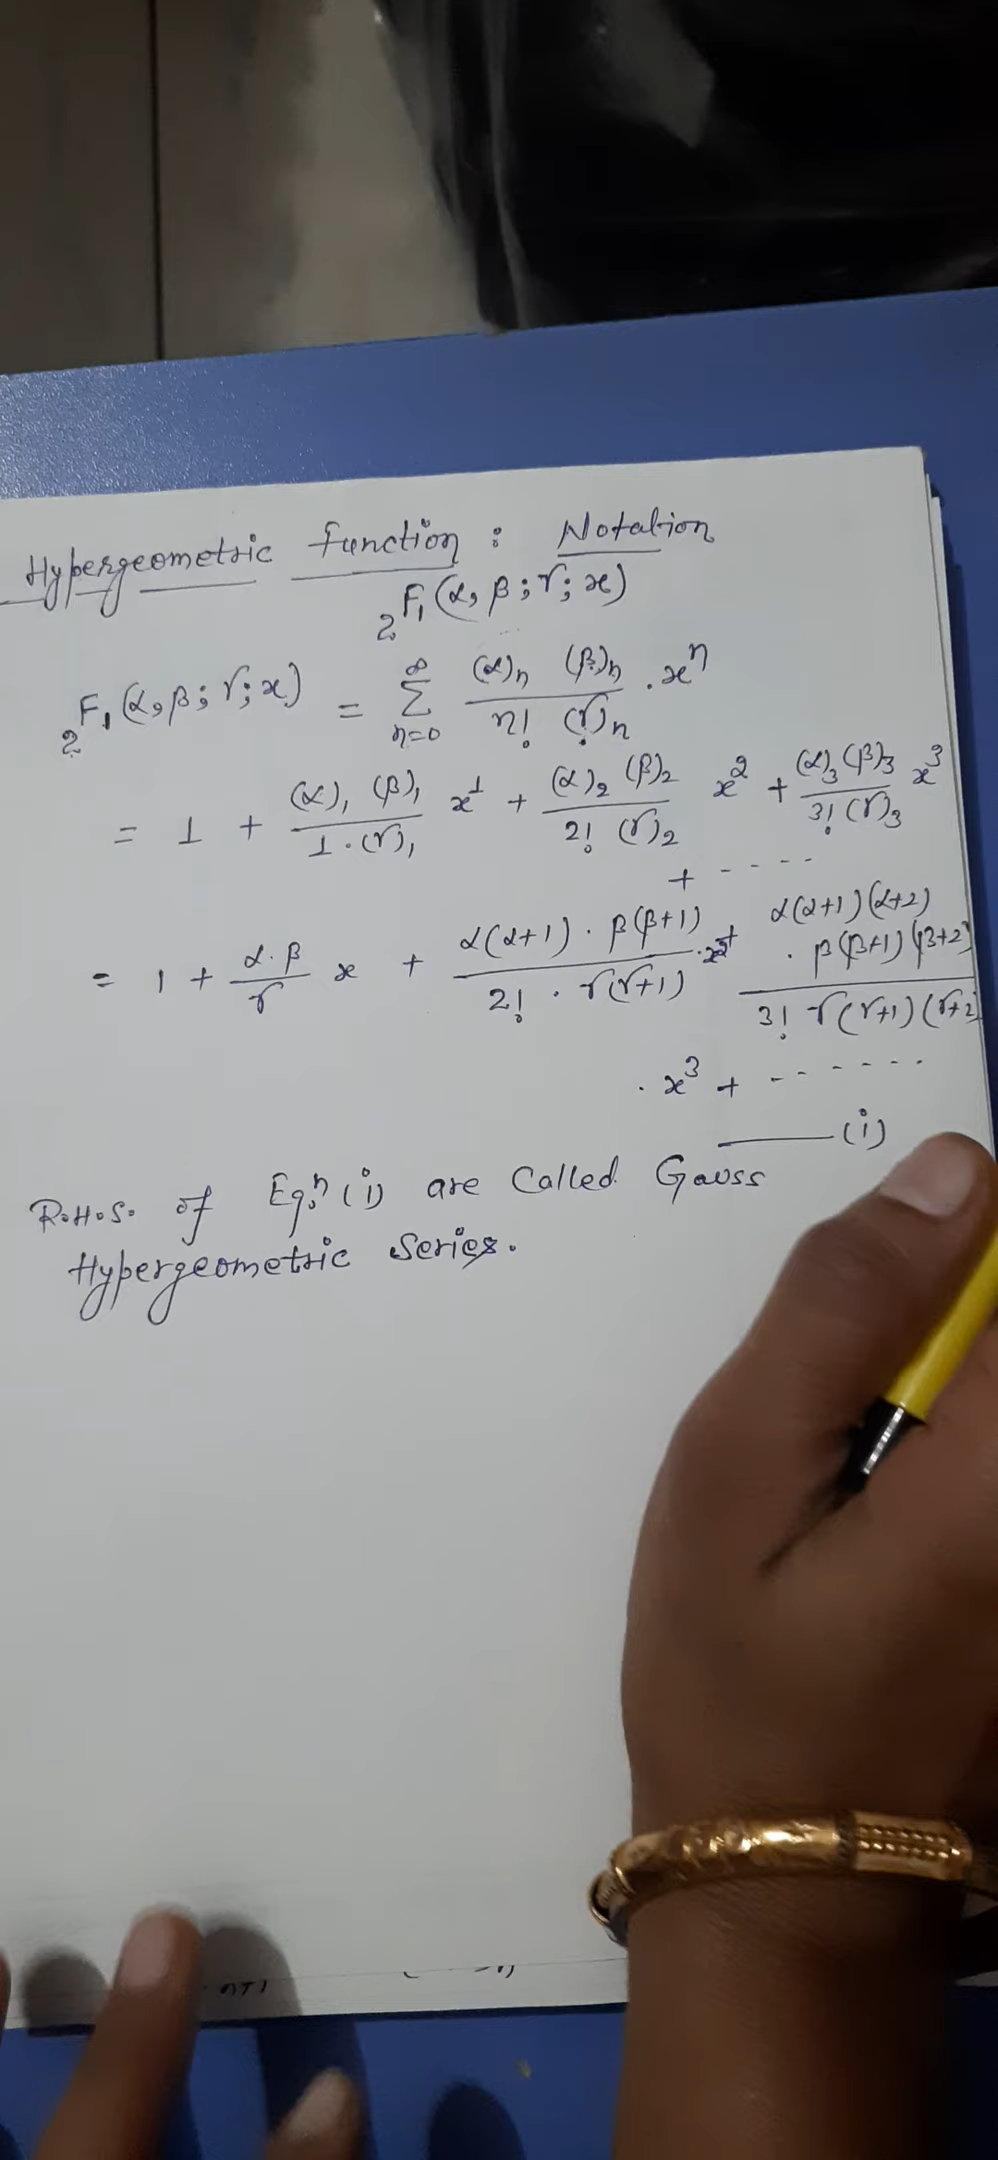 Hypergeometric function : Notation
₂F₁(α, β ; γ ; x)
₂F₁(α, β ; γ ; x) = ∞ Σ n=0 (α)n (β)n / n! (γ)n . xⁿ
= 1 + (α)₁ (β)₁ / 1 . (γ)₁ x¹ + (α)₂ (β)₂ / 2! (γ)₂ x² + (α)₃ (β)₃ / 3! (γ)₃ x³
+ - - - - -
= 1 + α . β / γ x + α(α+1) . β(β+1) / 2! . γ(γ+1) . x² + α(α+1)(α+2) . β(β+1)(β+2) / 3! γ(γ+1)(γ+2
. x³ + - - - - - - -
——— (i)
R.H.S. of Eqⁿ (i) are Called Gauss
Hypergeometric Series.